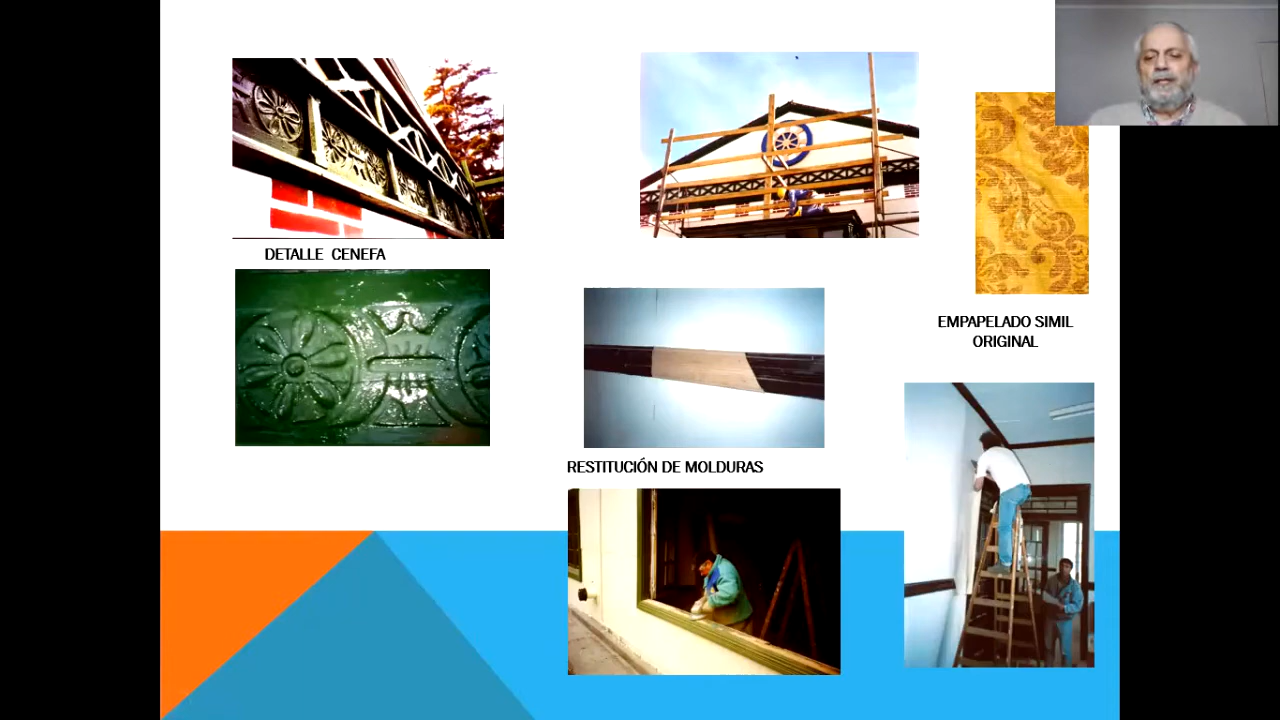 DETALLE CENEFA
EMPAPELADO SIMIL
ORIGINAL
RESTITUCIÓN DE MOLDURAS